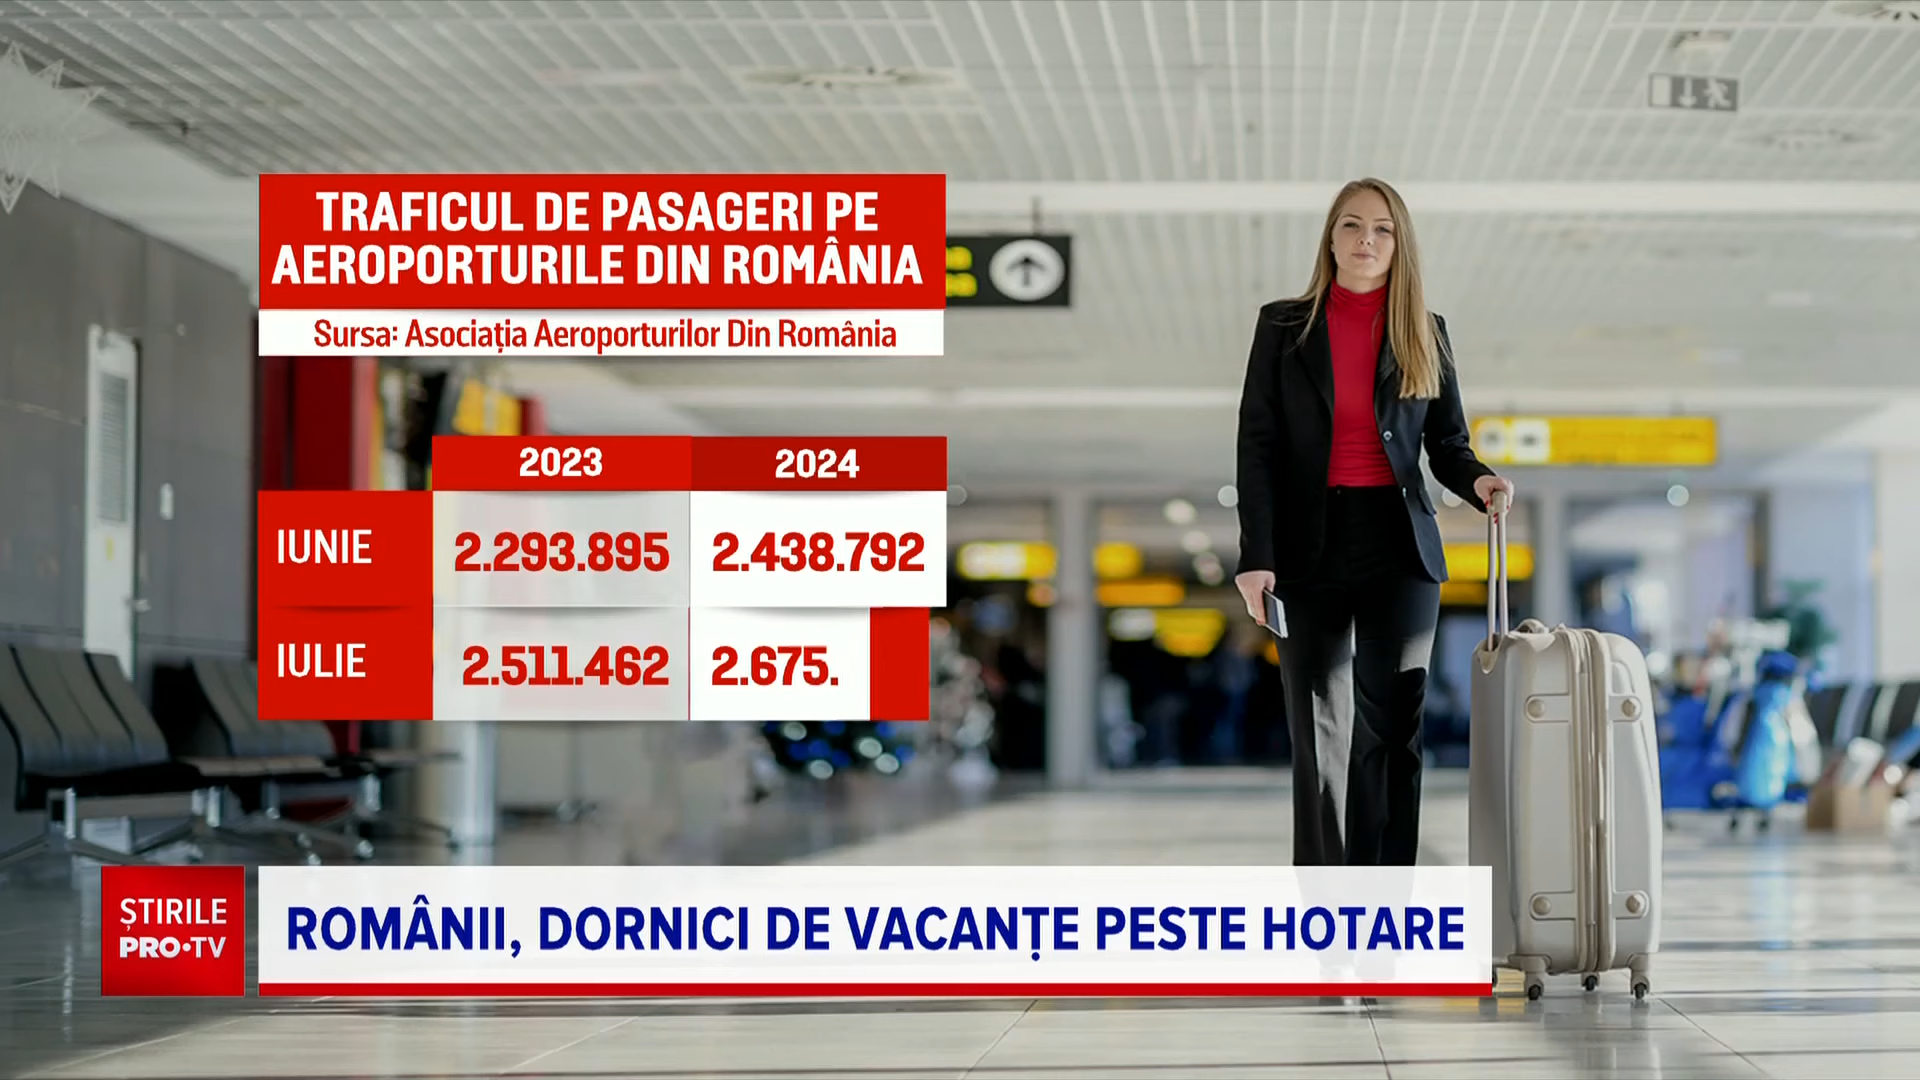 TRAFICUL DE PASAGERI PE
AEROPORTURILE DIN ROMÂNIA
Sursa: Asociația Aeroporturilor Din România
2023 2024
IUNIE 2.293.895 2.438.792
IULIE 2.511.462 2.675.
ȘTIRILE
PRO•TV
ROMÂNII, DORNICI DE VACANȚE PESTE HOTARE